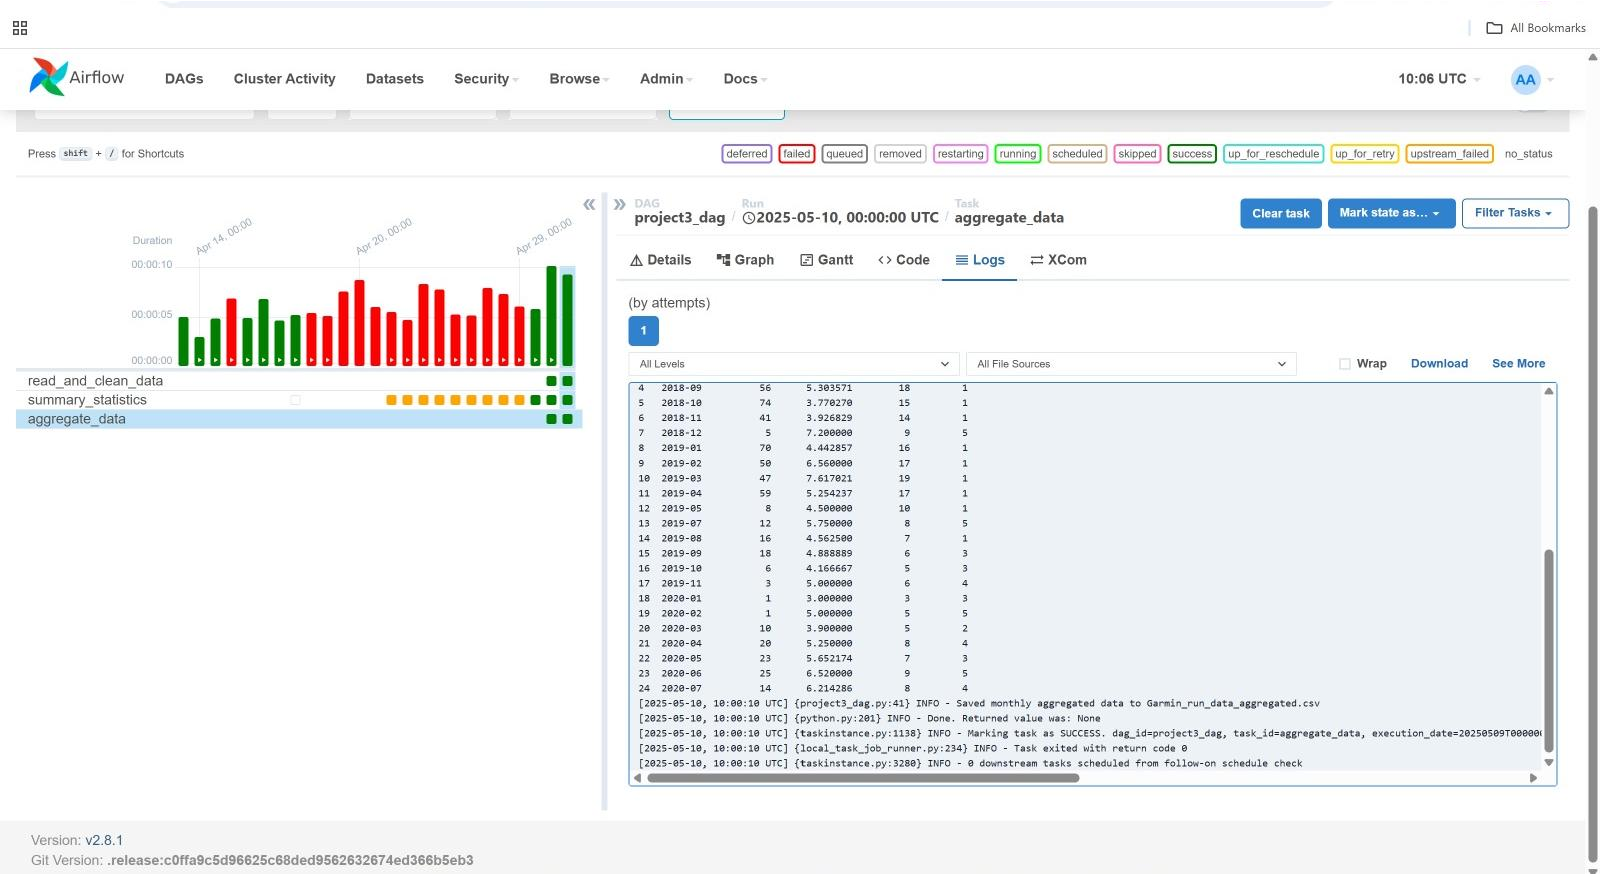 All Bookmarks
Airflow
DAGs Cluster Activity Datasets Security Browse Admin Docs
10:06 UTC
AA
Press shift + / for Shortcuts
deferred failed queued removed restarting running scheduled skipped success up_for_reschedule up_for_retry upstream_failed no_status
Duration
Apr 14, 00:00
Apr 20, 00:00
Apr 29, 00:00
00:00:10
00:00:05
00:00:00
read_and_clean_data
summary_statistics
aggregate_data
DAG Run Task
project3_dag / 2025-05-10, 00:00:00 UTC / aggregate_data
Clear task Mark state as... Filter Tasks
Details Graph Gantt Code Logs XCom
(by attempts)
1
All Levels All File Sources Wrap Download See More
4 2018-09 56 5.303571 18 1
5 2018-10 74 3.770270 15 1
6 2018-11 41 3.926829 14 1
7 2018-12 5 7.200000 9 5
8 2019-01 70 4.442857 16 1
9 2019-02 50 6.560000 17 1
10 2019-03 47 7.617021 19 1
11 2019-04 59 5.254237 17 1
12 2019-05 8 4.500000 10 1
13 2019-07 12 5.750000 8 5
14 2019-08 16 4.562500 7 1
15 2019-09 18 4.888889 6 3
16 2019-10 6 4.166667 5 3
17 2019-11 3 5.000000 6 4
18 2020-01 1 3.000000 3 3
19 2020-02 1 5.000000 5 5
20 2020-03 10 3.900000 5 2
21 2020-04 20 5.250000 8 4
22 2020-05 23 5.652174 7 3
23 2020-06 25 6.520000 9 5
24 2020-07 14 6.214286 8 4
[2025-05-10, 10:00:10 UTC] {project3_dag.py:41} INFO - Saved monthly aggregated data to Garmin_run_data_aggregated.csv
[2025-05-10, 10:00:10 UTC] {python.py:201} INFO - Done. Returned value was: None
[2025-05-10, 10:00:10 UTC] {taskinstance.py:1138} INFO - Marking task as SUCCESS. dag_id=project3_dag, task_id=aggregate_data, execution_date=20250509T00000
[2025-05-10, 10:00:10 UTC] {local_task_job_runner.py:234} INFO - Task exited with return code 0
[2025-05-10, 10:00:10 UTC] {taskinstance.py:3280} INFO - 0 downstream tasks scheduled from follow-on schedule check
Version: v2.8.1
Git Version: .release:c0ffa9c5d96625c68ded9562632674ed366b5eb3